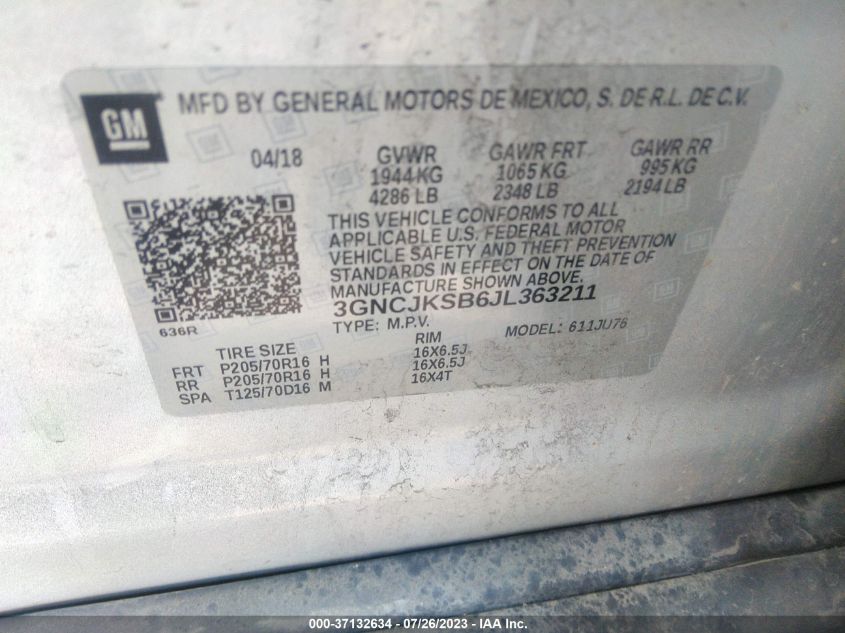 GM
MFD BY GENERAL MOTORS DE MEXICO, S. DE R.L. DE C.V.
04/18 GVWR GAWR FRT GAWR RR
1944 KG 1065 KG 995 KG
4286 LB 2348 LB 2194 LB
THIS VEHICLE CONFORMS TO ALL
APPLICABLE U.S. FEDERAL MOTOR
VEHICLE SAFETY AND THEFT PREVENTION
STANDARDS IN EFFECT ON THE DATE OF
MANUFACTURE SHOWN ABOVE.
3GNCJKSB6JL363211
636R
TYPE: M.P.V. MODEL: 611JU76
TIRE SIZE RIM
FRT P205/70R16 H 16X6.5J
RR P205/70R16 H 16X6.5J
SPA T125/70D16 M 16X4T
000-37132634 - 07/26/2023 - IAAI.com